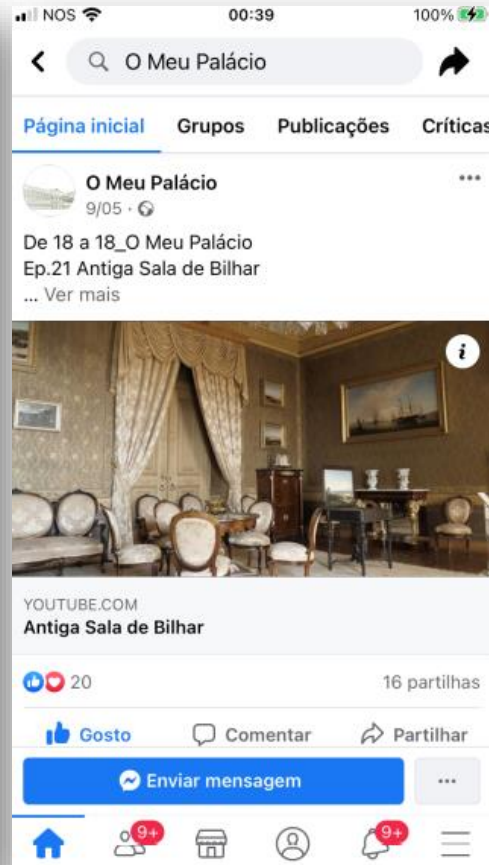 NOS 00:39 100%
O Meu Palácio
Página inicial Grupos Publicações Críticas
O Meu Palácio
9/05 ·
De 18 a 18_O Meu Palácio
Ep.21 Antiga Sala de Bilhar
... Ver mais
i
YOUTUBE.COM
Antiga Sala de Bilhar
20 16 partilhas
Gosto Comentar Partilhar
Enviar mensagem ...
9+ 9+